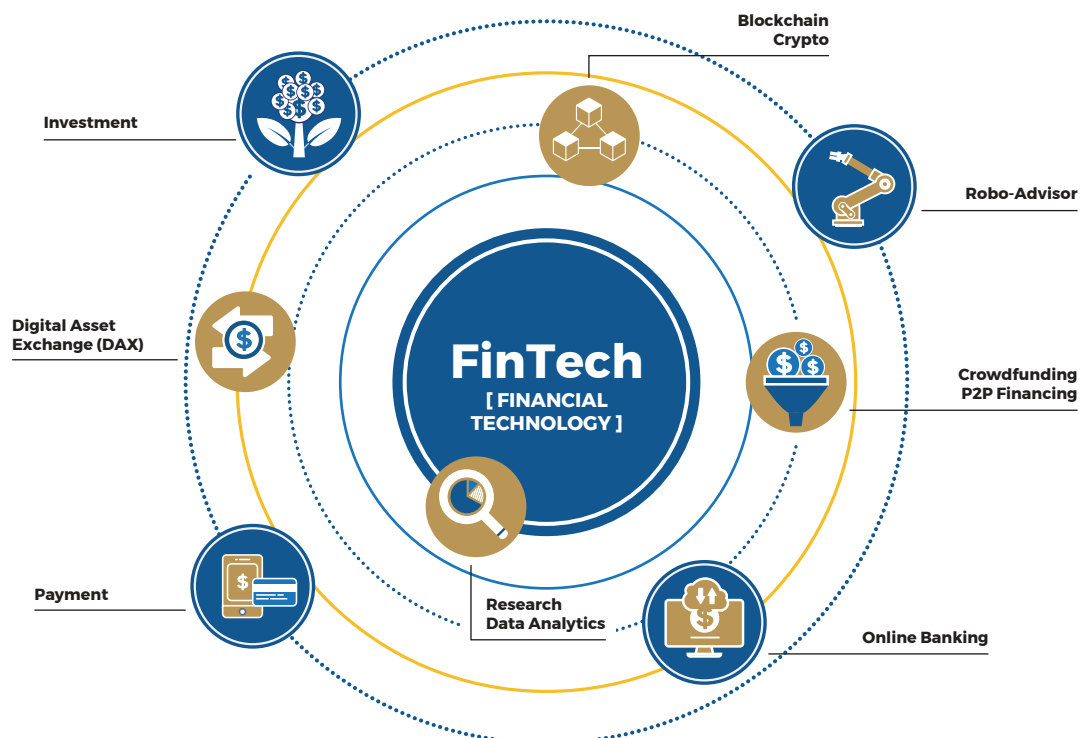 Blockchain
Crypto
Investment
Robo-Advisor
Digital Asset
Exchange (DAX)
FinTech
[ FINANCIAL
TECHNOLOGY ]
Crowdfunding
P2P Financing
Payment
Research
Data Analytics
Online Banking